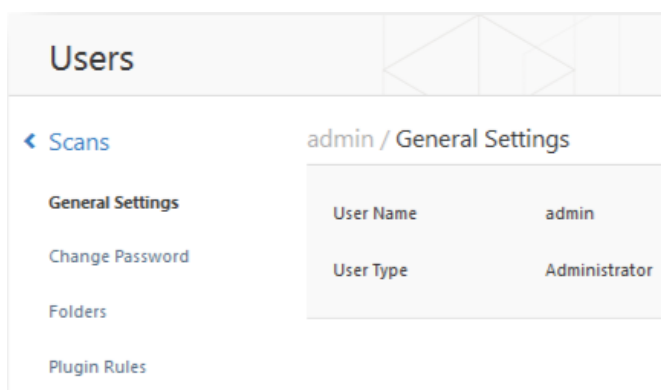 Users
Scans
General Settings
Change Password
Folders
Plugin Rules
admin / General Settings
User Name admin
User Type Administrator